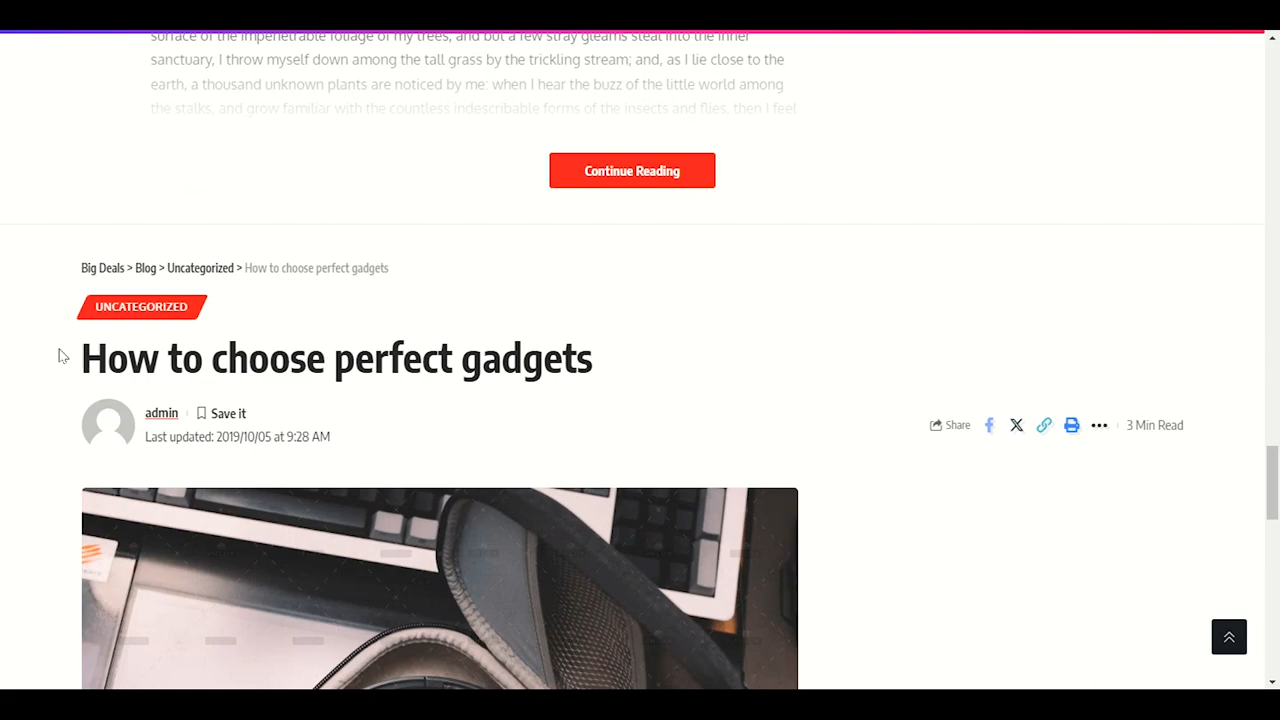 surface of the impenetrable foliage of my trees, and but a few stray gleams steal into the inner
sanctuary, I throw myself down among the tall grass by the trickling stream; and, as I lie close to the
earth, a thousand unknown plants are noticed by me: when I hear the buzz of the little world among
the stalks, and grow familiar with the countless indescribable forms of the insects and flies, then I feel
Continue Reading
Big Deals > Blog > Uncategorized > How to choose perfect gadgets
UNCATEGORIZED
How to choose perfect gadgets
admin Save it
Last updated: 2019/10/05 at 9:28 AM
Share 3 Min Read